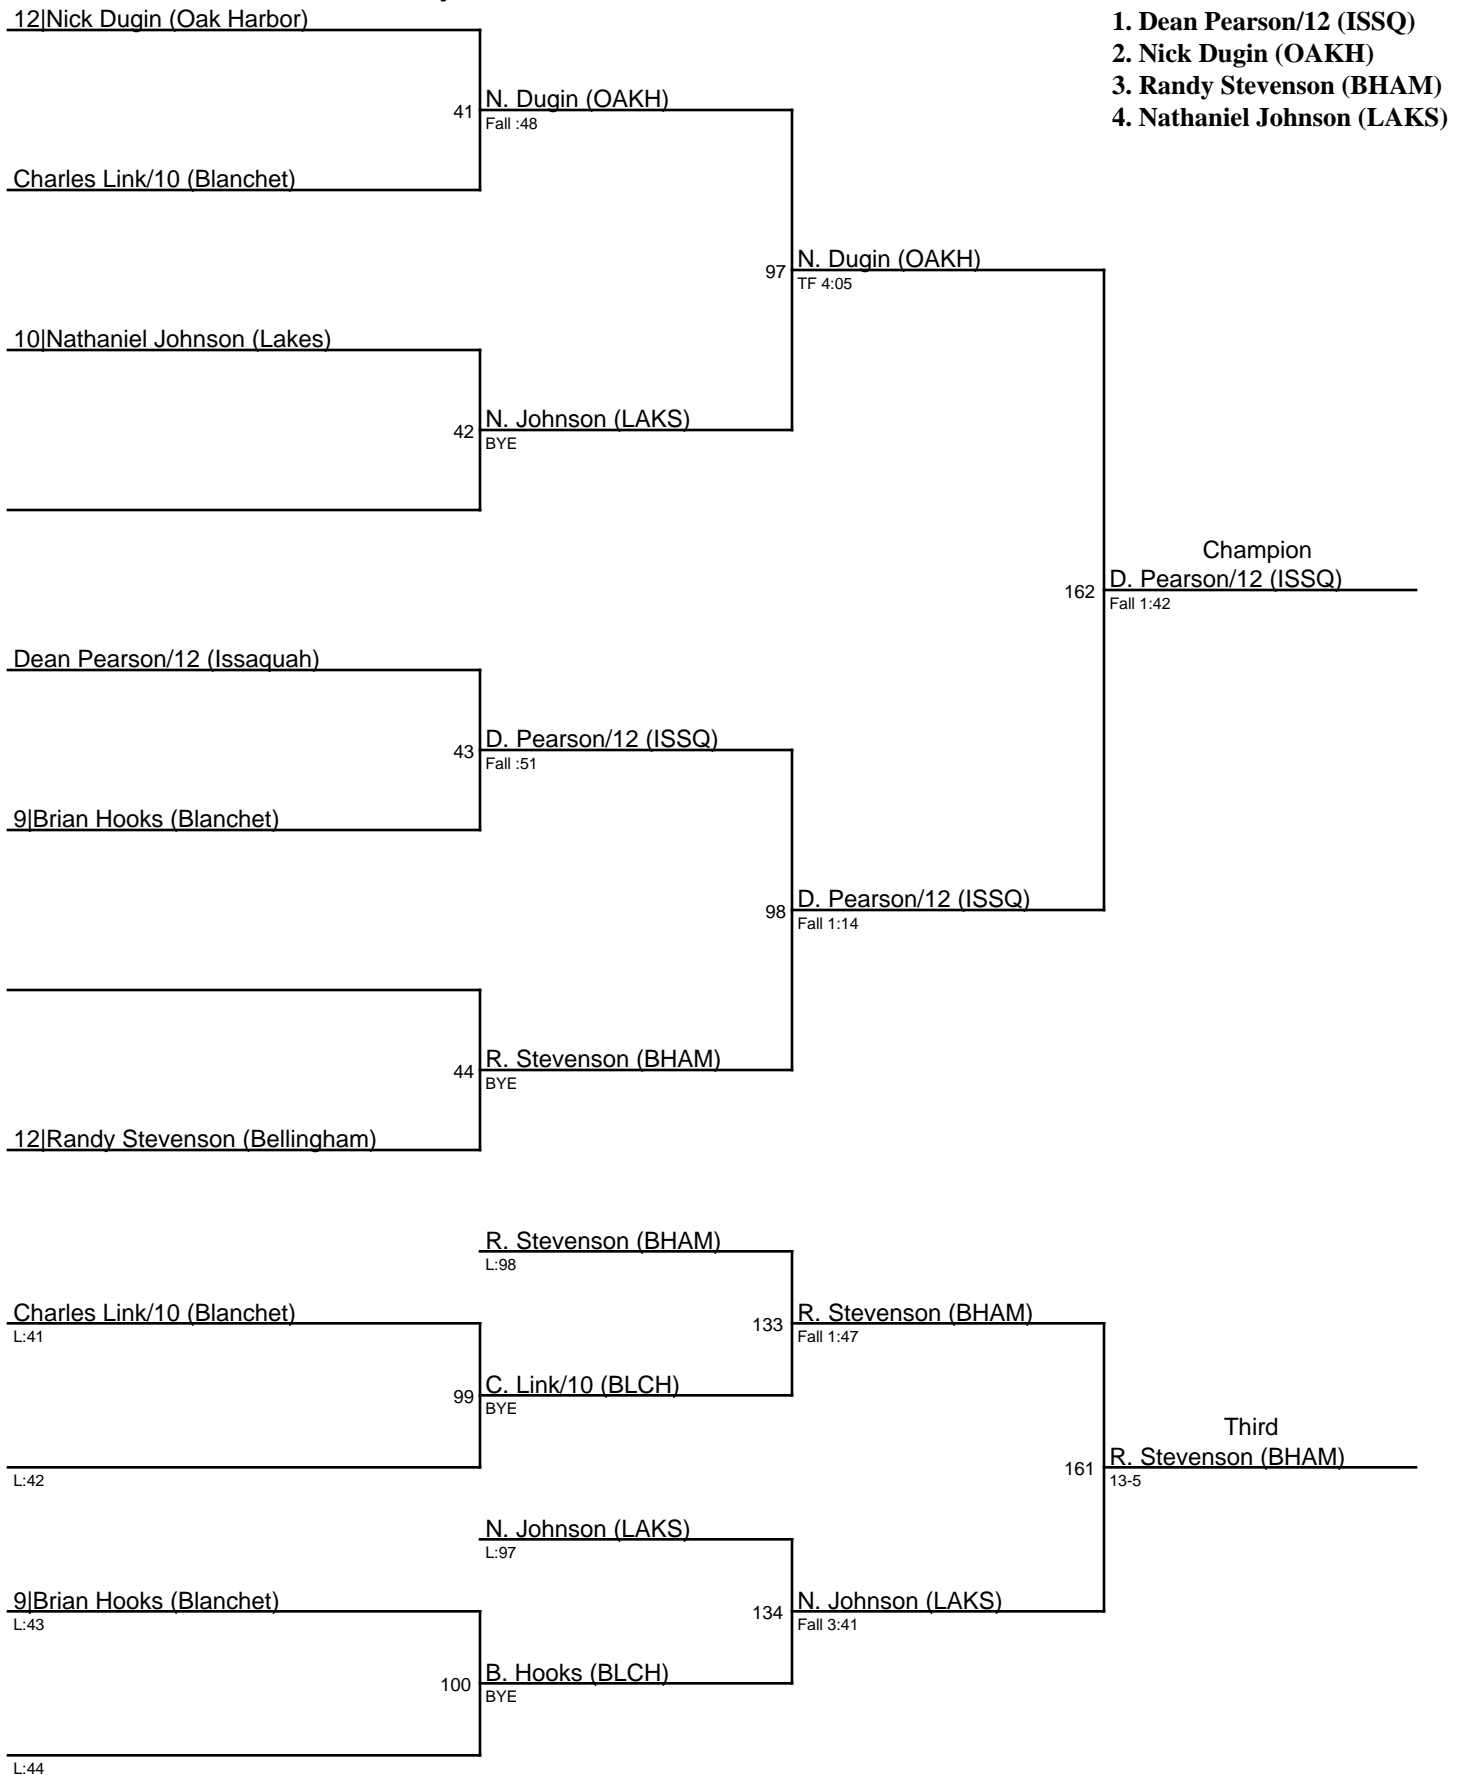 12|Nick Dugin (Oak Harbor)
1. Dean Pearson/12 (ISSQ)
2. Nick Dugin (OAKH)
3. Randy Stevenson (BHAM)
4. Nathaniel Johnson (LAKS)
41
N. Dugin (OAKH)
Fall :48
Charles Link/10 (Blanchet)
97
N. Dugin (OAKH)
TF 4:05
10|Nathaniel Johnson (Lakes)
42
N. Johnson (LAKS)
BYE
Champion
162
D. Pearson/12 (ISSQ)
Fall 1:42
Dean Pearson/12 (Issaquah)
43
D. Pearson/12 (ISSQ)
Fall :51
9|Brian Hooks (Blanchet)
98
D. Pearson/12 (ISSQ)
Fall 1:14
44
R. Stevenson (BHAM)
BYE
12|Randy Stevenson (Bellingham)
R. Stevenson (BHAM)
L:98
Charles Link/10 (Blanchet)
L:41
133
R. Stevenson (BHAM)
Fall 1:47
99
C. Link/10 (BLCH)
BYE
Third
161
R. Stevenson (BHAM)
13-5
L:42
N. Johnson (LAKS)
L:97
9|Brian Hooks (Blanchet)
L:43
134
N. Johnson (LAKS)
Fall 3:41
100
B. Hooks (BLCH)
BYE
L:44